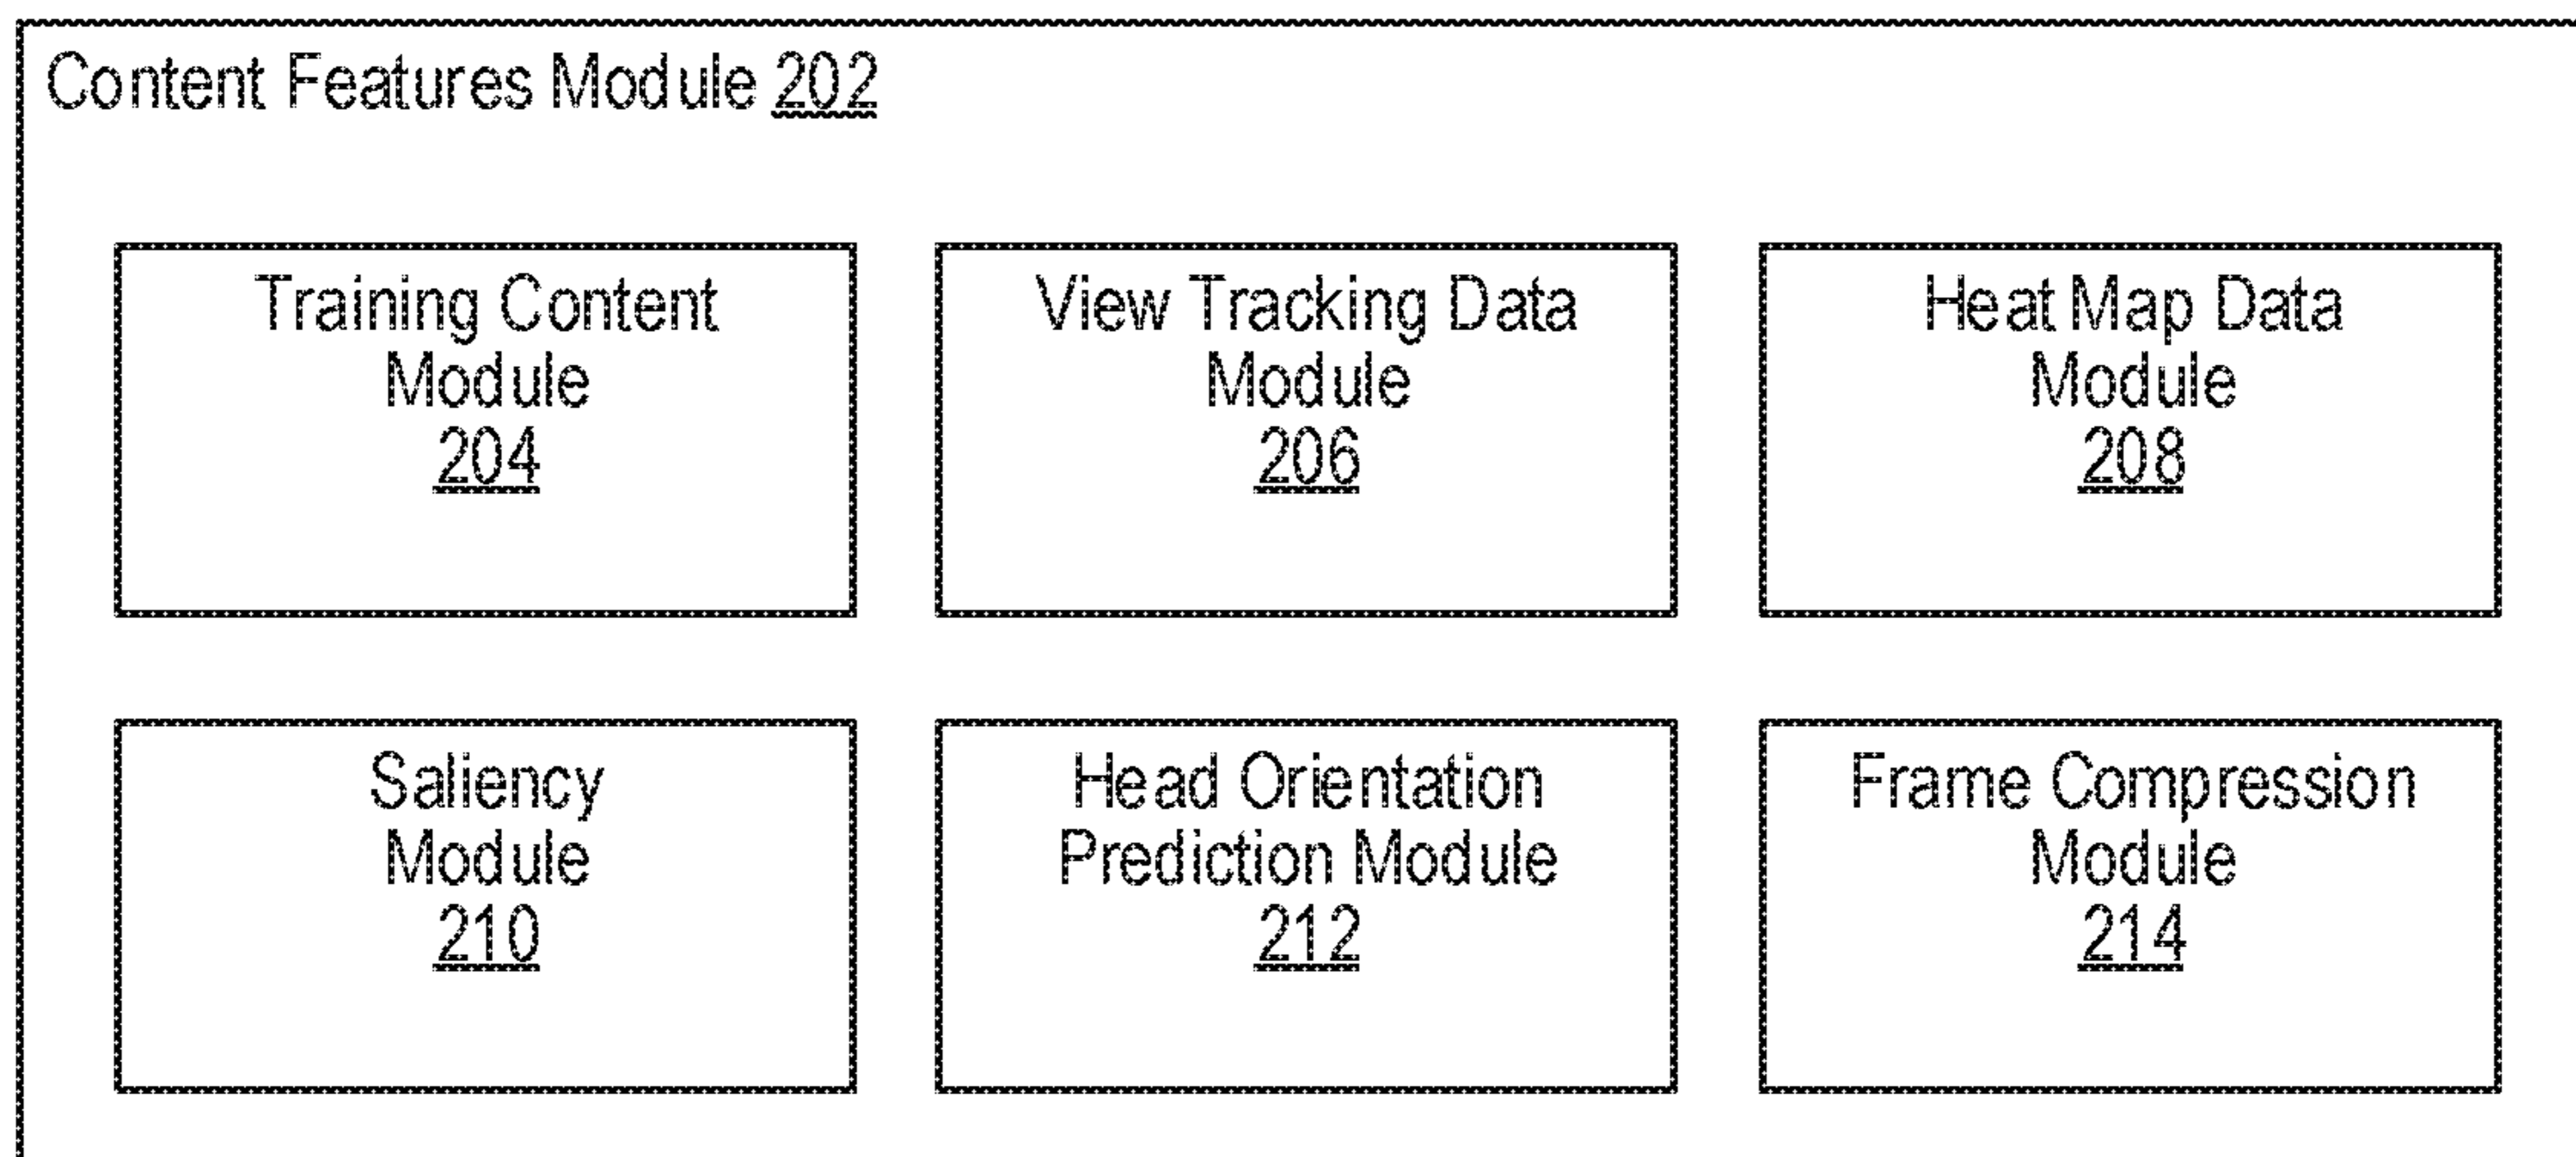 Content Features Module 202
Training Content
Module
204
View Tracking Data
Module
206
Heat Map Data
Module
208
Saliency
Module
210
Head Orientation
Prediction Module
212
Frame Compression
Module
214